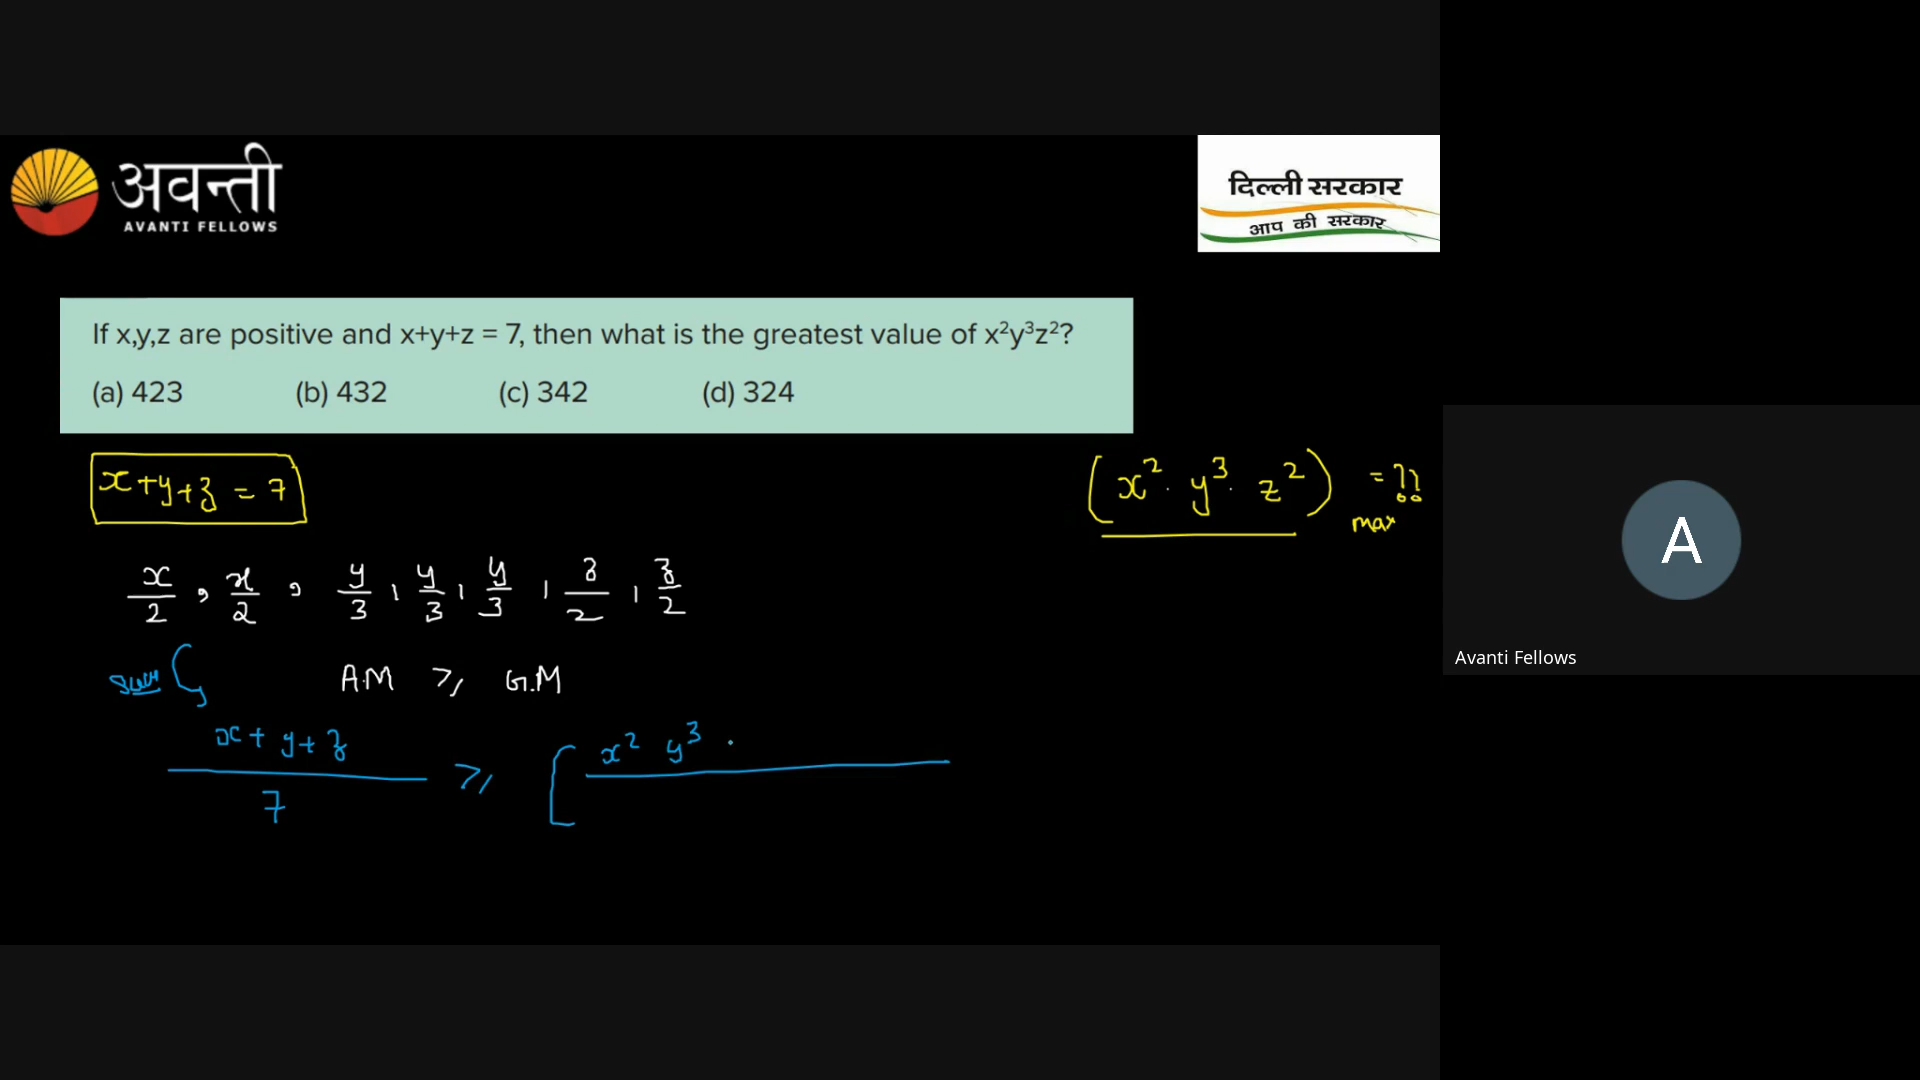 अवन्ती
AVANTI FELLOWS
दिल्ली सरकार
आप की सरकार
If x,y,z are positive and x+y+z = 7, then what is the greatest value of x²y³z²?
(a) 423 (b) 432 (c) 342 (d) 324
x+y+z = 7
(x² · y³ · z²) = ??
max
x/2 , x/2 , y/3 , y/3 , y/3 , z/2 , z/2
sum
A.M ≥ G.M
x + y + z / 7 ≥ [ x² y³ ·
A
Avanti Fellows